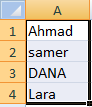 A
1 Ahmad
2 samer
3 DANA
4 Lara